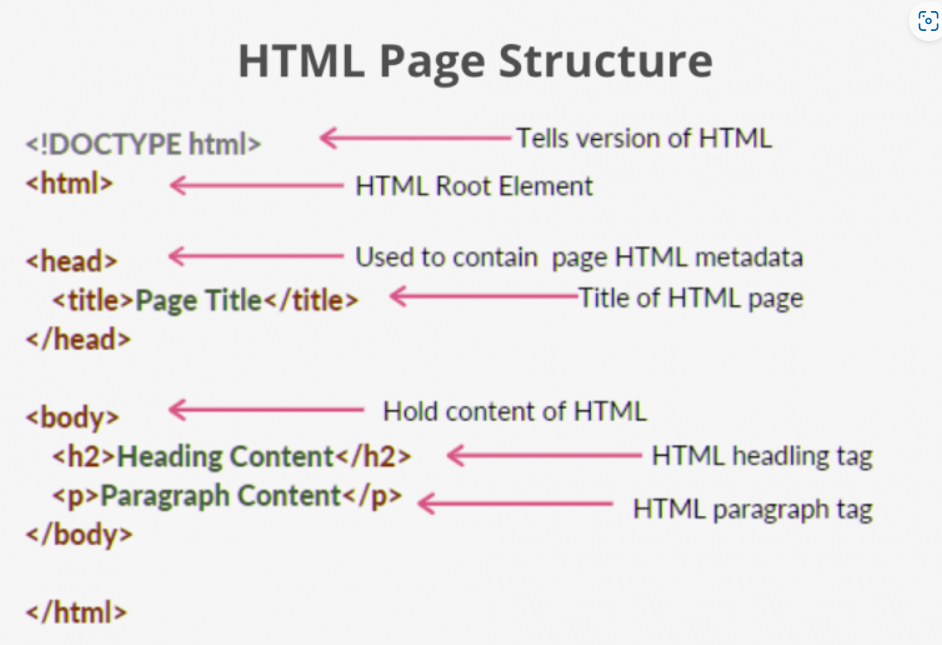 HTML Page Structure
<!DOCTYPE html> Tells version of HTML
<html> HTML Root Element
<head> Used to contain page HTML metadata
<title>Page Title</title> Title of HTML page
</head>
<body> Hold content of HTML
<h2>Heading Content</h2> HTML headling tag
<p>Paragraph Content</p> HTML paragraph tag
</body>
</html>